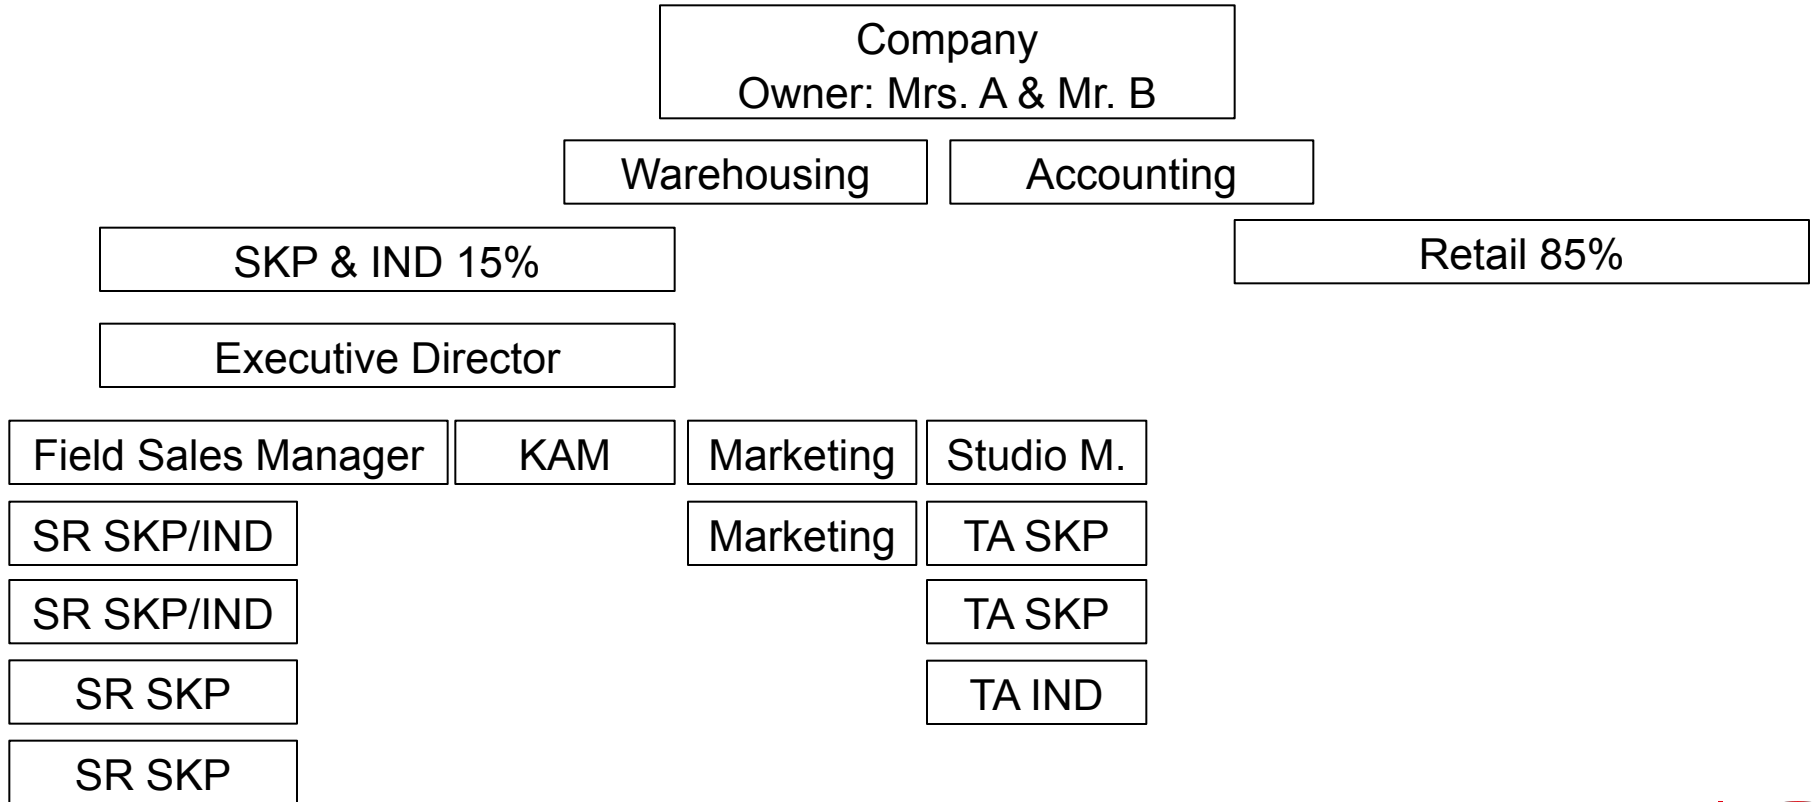 Company
Owner: Mrs. A & Mr. B
Warehousing
Accounting
SKP & IND 15%
Retail 85%
Executive Director
Field Sales Manager
KAM
Marketing
Studio M.
SR SKP/IND
Marketing
TA SKP
SR SKP/IND
TA SKP
SR SKP
TA IND
SR SKP